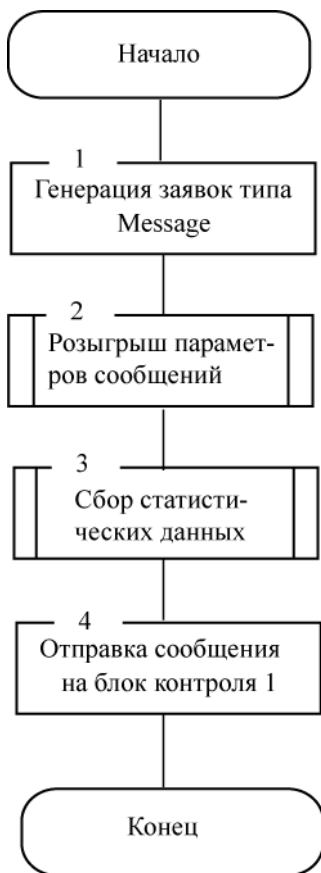 Начало
1
Генерация заявок типа
Message
2
Розыгрыш парамет-
ров сообщений
3
Сбор статисти-
ческих данных
4
Отправка сообщения
на блок контроля 1
Конец